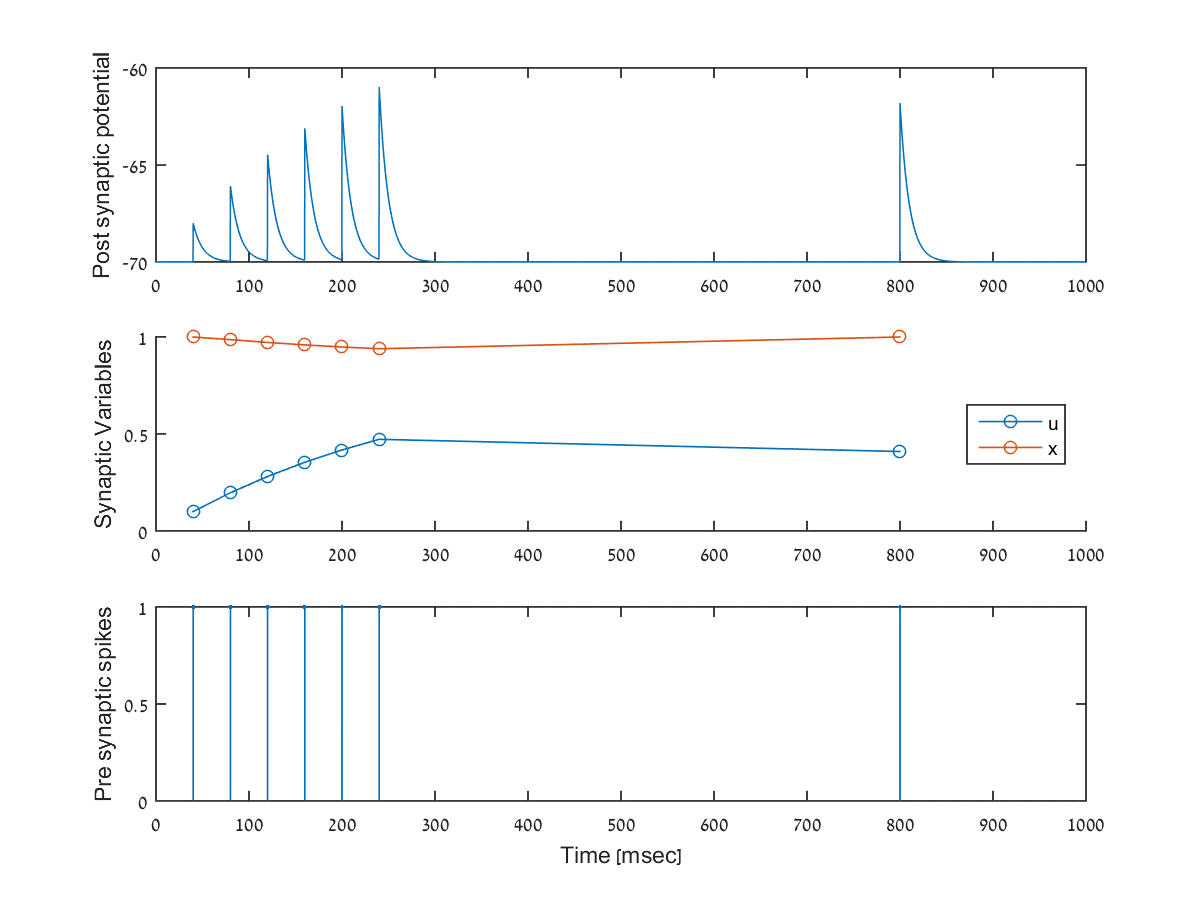 Post synaptic potential
-60
-65
-70
0 100 200 300 400 500 600 700 800 900 1000
Synaptic Variables
1
0.5
0
u
x
0 100 200 300 400 500 600 700 800 900 1000
Pre synaptic spikes
1
0.5
0
0 100 200 300 400 500 600 700 800 900 1000
Time [msec]